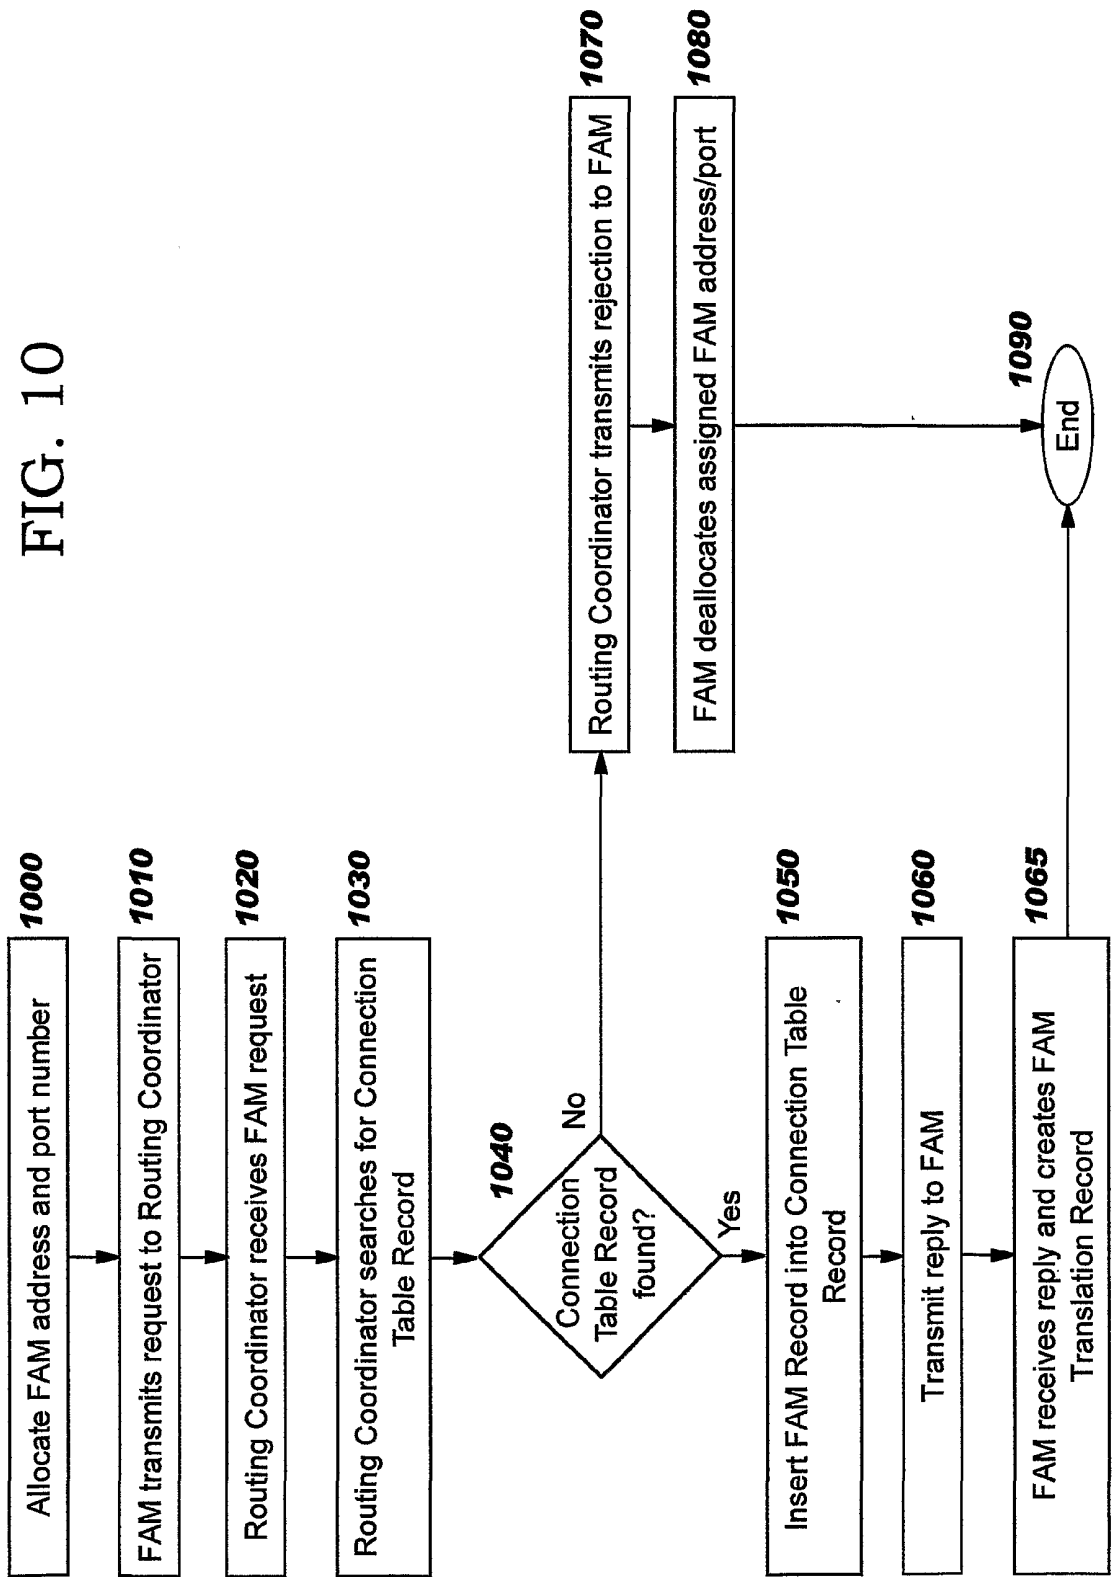 FIG. 10
Allocate FAM address and port number
1000
FAM transmits request to Routing Coordinator
1010
Routing Coordinator receives FAM request
1020
Routing Coordinator searches for Connection
Table Record
1030
Connection
Table Record
found?
1040
No
Yes
Insert FAM Record into Connection Table
Record
1050
Transmit reply to FAM
1060
FAM receives reply and creates FAM
Translation Record
1065
Routing Coordinator transmits rejection to FAM
1070
FAM deallocates assigned FAM address/port
1080
End
1090